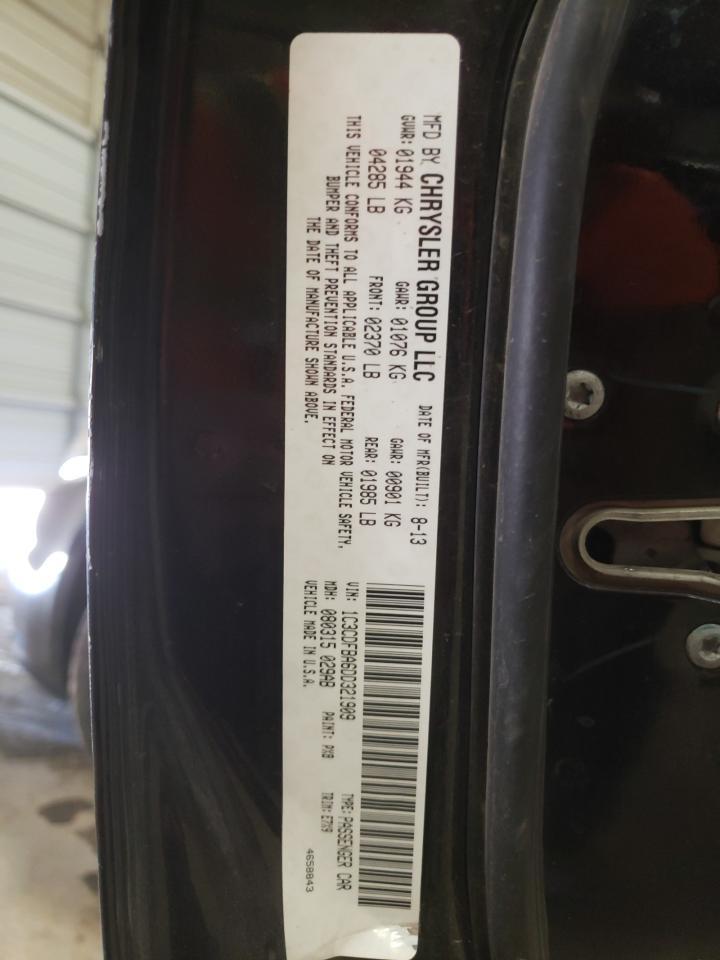 MFD BY CHRYSLER GROUP LLC
DATE OF MFR(BUILT): 8-13
GVWR: 01944 KG GAWR: 01076 KG GAWR: 00901 KG
04285 LB FRONT: 02370 LB REAR: 01985 LB
THIS VEHICLE CONFORMS TO ALL APPLICABLE U.S.A. FEDERAL MOTOR VEHICLE SAFETY,
BUMPER AND THEFT PREVENTION STANDARDS IN EFFECT ON
THE DATE OF MANUFACTURE SHOWN ABOVE.
VIN: 1C3CDFBA6DD321909 TYPE: PASSENGER CAR
MDH: 080315 029AB PAINT: PX8 TRIM: E7X9
VEHICLE MADE IN U.S.A.
4658843